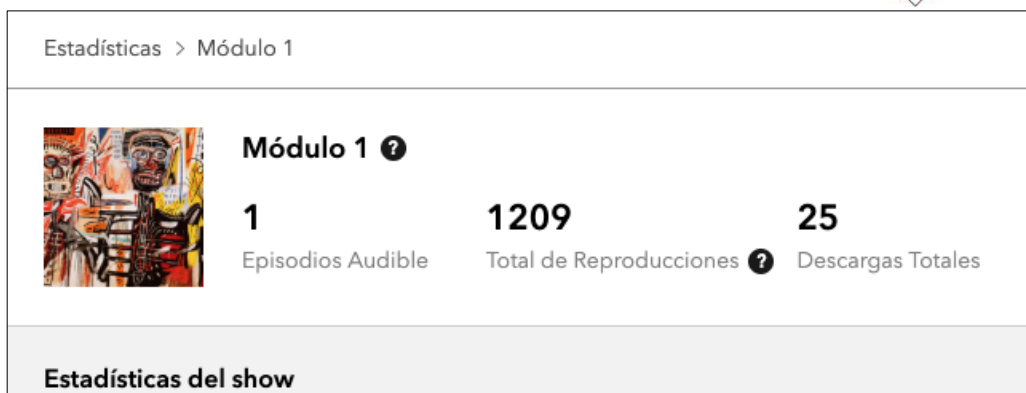 Estadísticas > Módulo 1
Módulo 1 ?
1
Episodios Audible
1209
Total de Reproducciones ?
25
Descargas Totales
Estadísticas del show